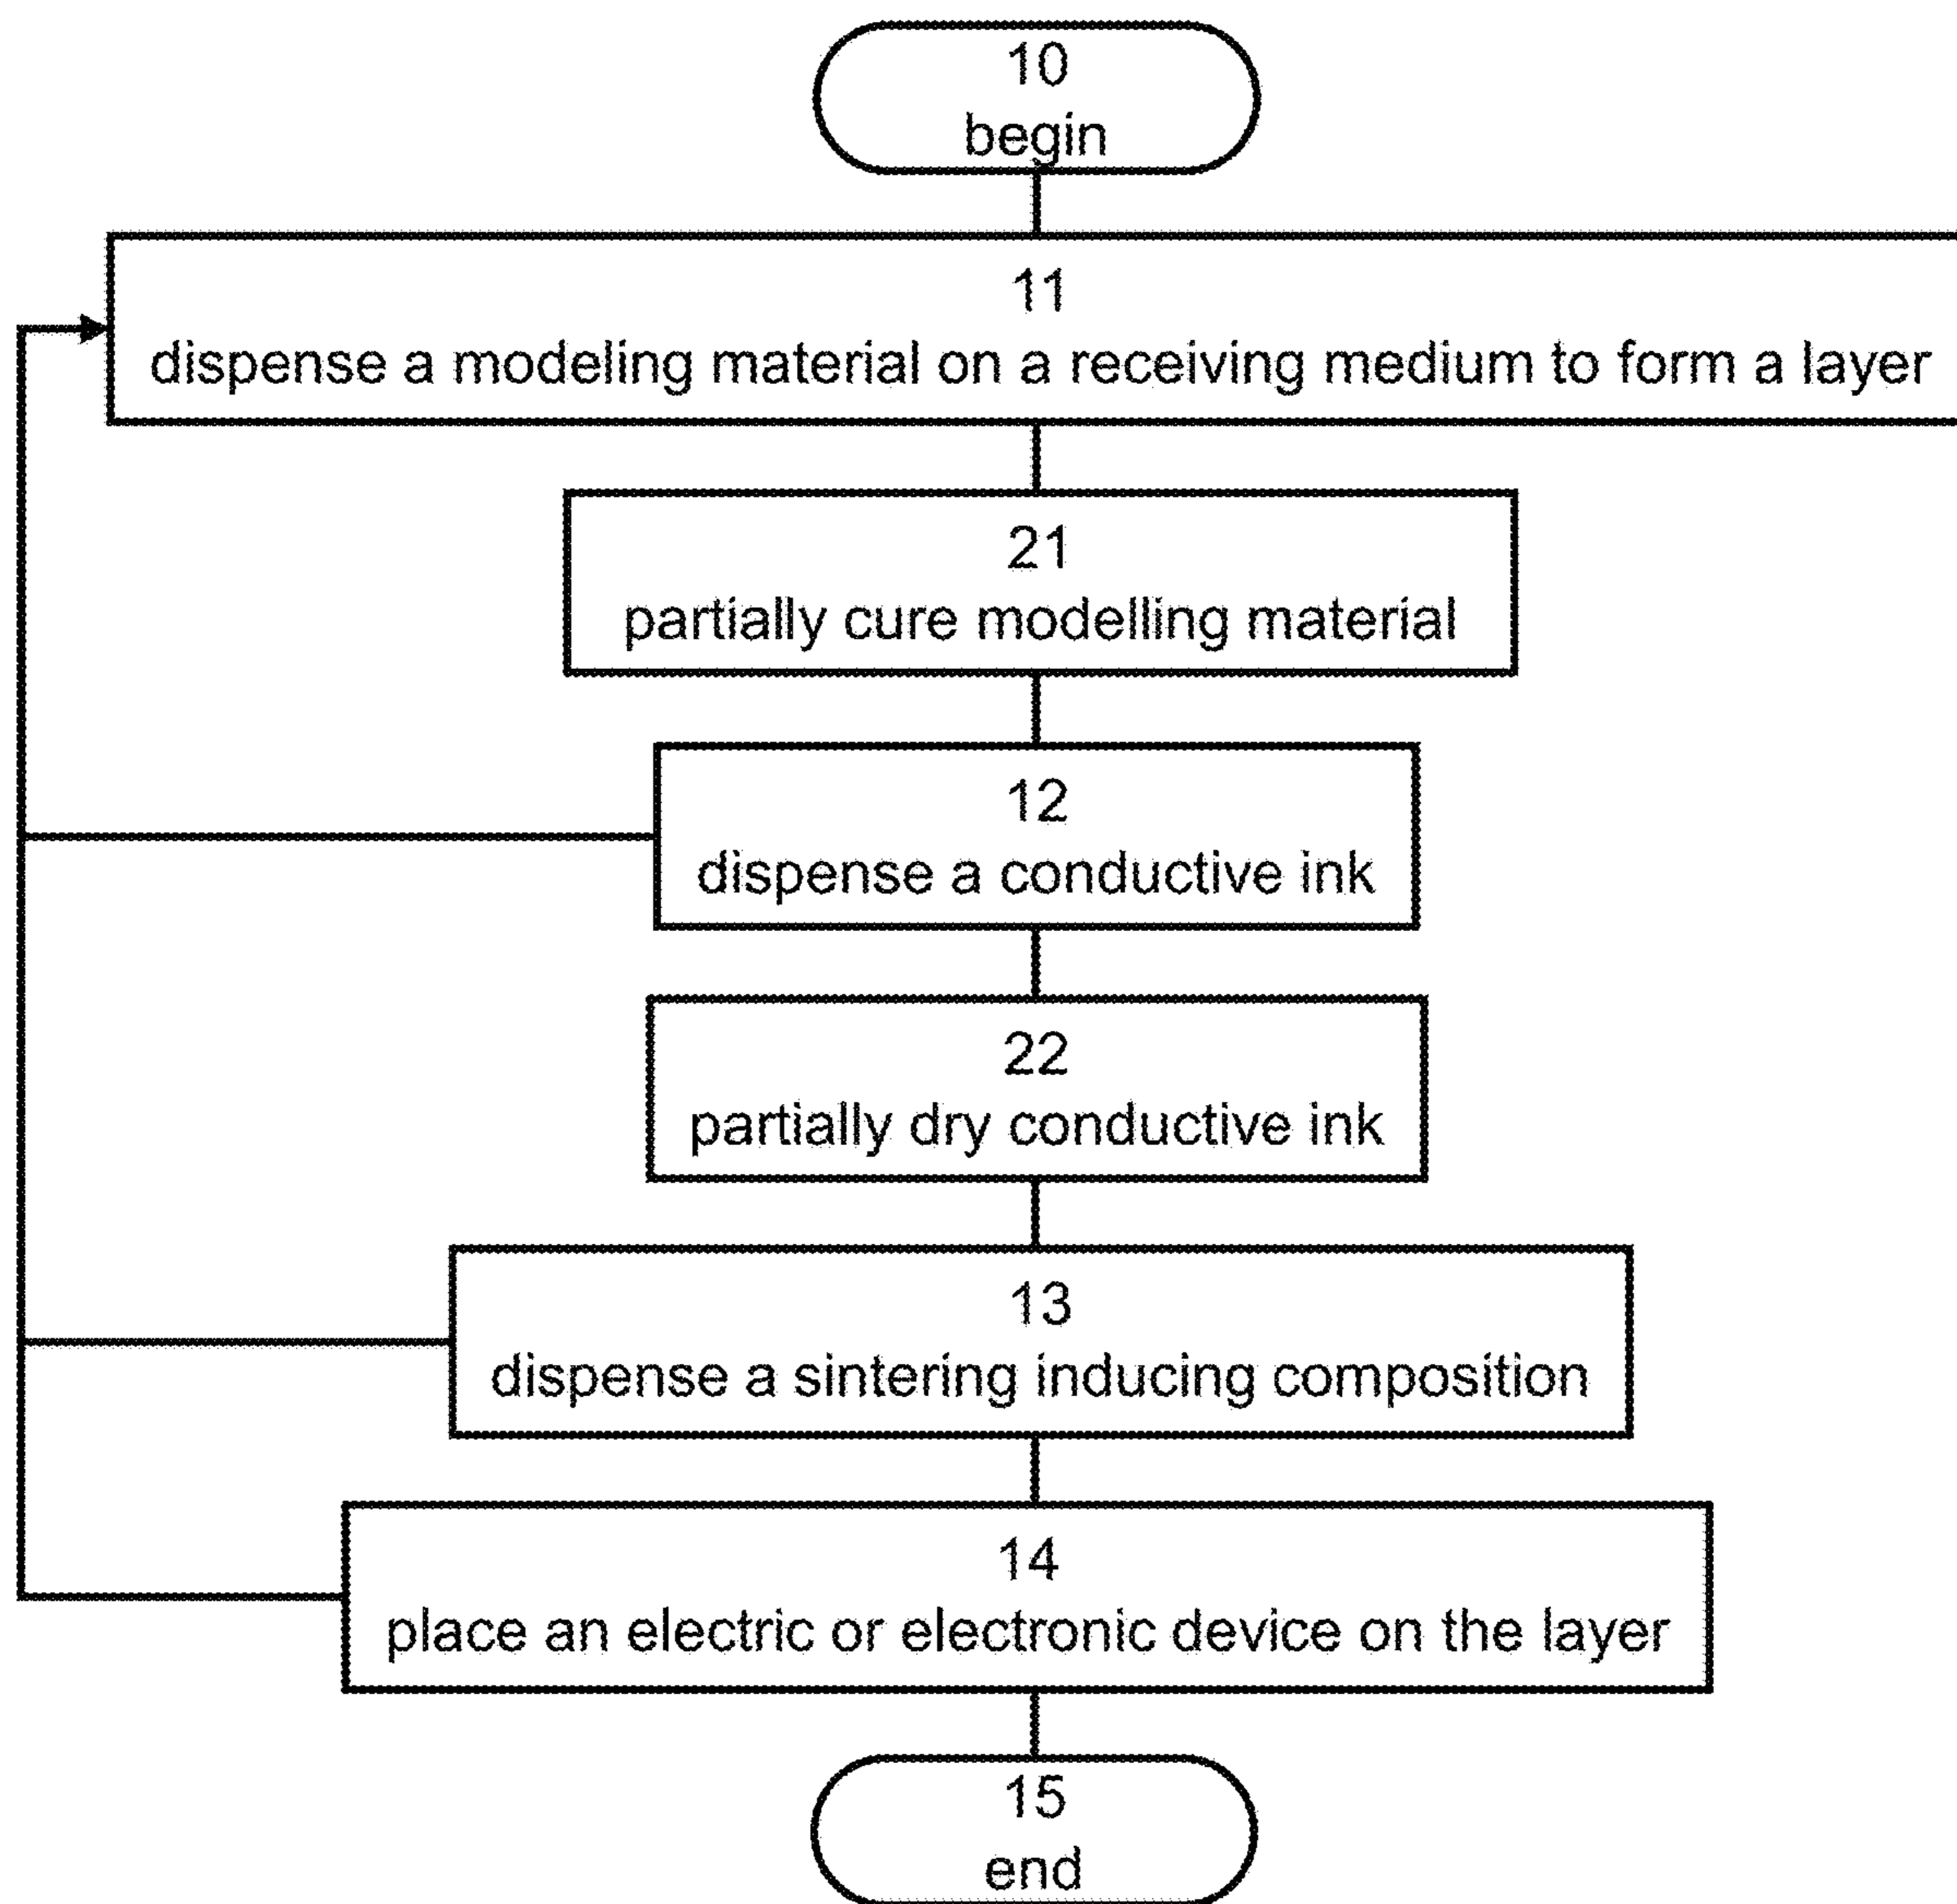 10
begin
11
dispense a modeling material on a receiving medium to form a layer
21
partially cure modelling material
12
dispense a conductive ink
22
partially dry conductive ink
13
dispense a sintering inducing composition
14
place an electric or electronic device on the layer
15
end